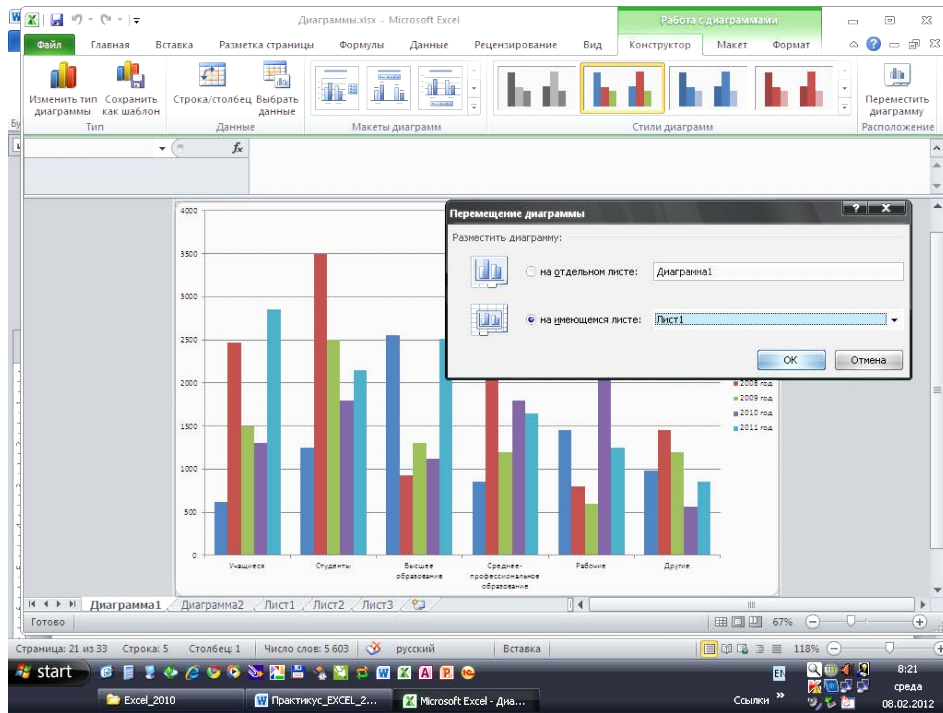 Диаграммы.xlsx - Microsoft Excel
Работа с диаграммами
Файл Главная Вставка Разметка страницы Формулы Данные Рецензирование Вид Конструктор Макет Формат
Изменить тип диаграммы
Сохранить как шаблон
Строка/столбец
Выбрать данные
Переместить диаграмму
Тип Данные Макеты диаграмм Стили диаграмм Расположение
fx
Перемещение диаграммы
Разместить диаграмму:
на отдельном листе: Диаграмма1
на имеющемся листе: Лист1
ОК Отмена
4000
3500
3000
2500
2000
1500
1000
500
0
2008 год
2009 год
2010 год
2011 год
Учащиеся Студенты Высшее образование Среднее-профессиональное образование Рабочие Другие
Диаграмма1 Диаграмма2 Лист1 Лист2 Лист3
Готово 67%
Страница: 21 из 33 Строка: 5 Столбец: 1 Число слов: 5 603 русский Вставка 118%
start EN 8:21
среда
08.02.2012
Excel_2010 Практикус_EXCEL_2... Microsoft Excel - Диа... Ссылки »